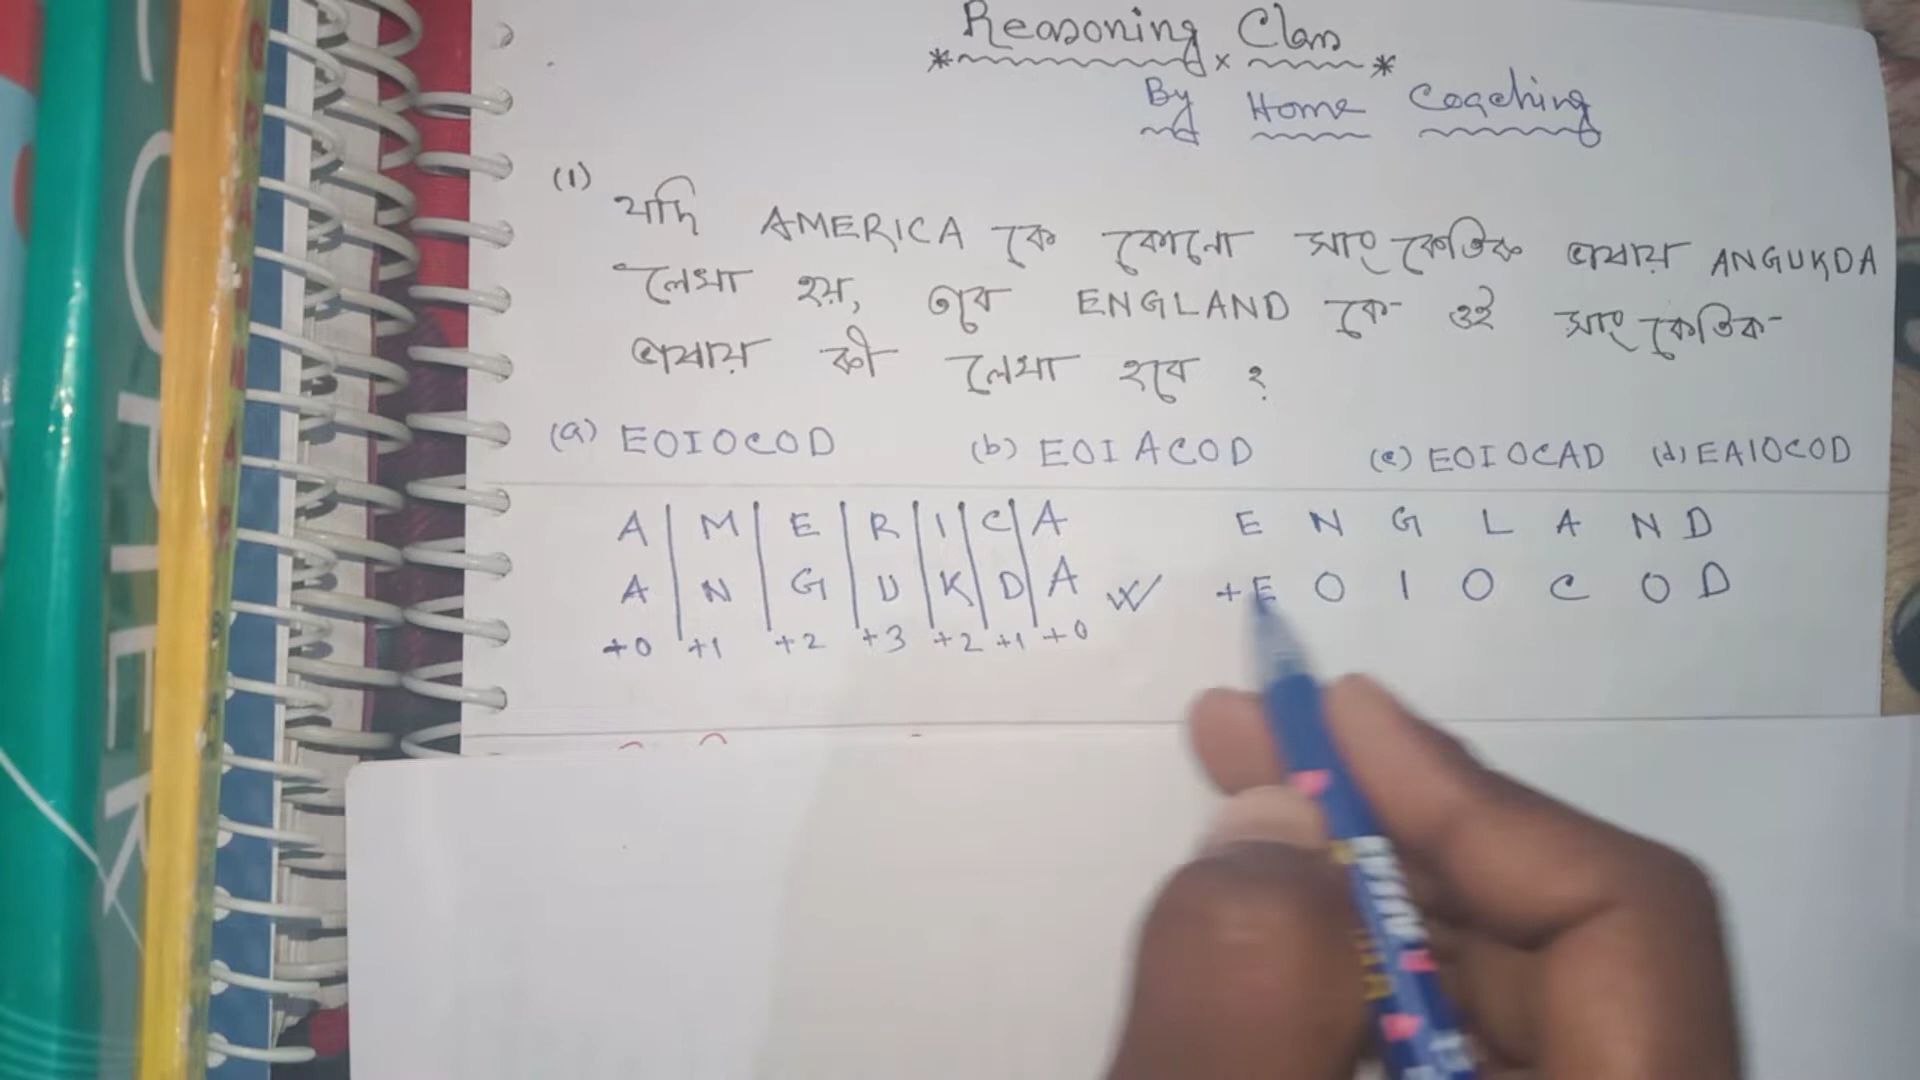 Reasoning Class
By Home Coaching
(1) যদি AMERICA কে কোনো সাংকেতিক ভাষায় ANGUKDA
লেখা হয়, তবে ENGLAND কে ওই সাংকেতিক
ভাষায় কী লেখা হবে ?
(a) EOIOCOD (b) EOIACOD (c) EOIOCAD (d) EAIOCOD
A M E R I C A E N G L A N D
A N G U K D A +E O I O C O D
+0 +1 +2 +3 +2 +1 +0